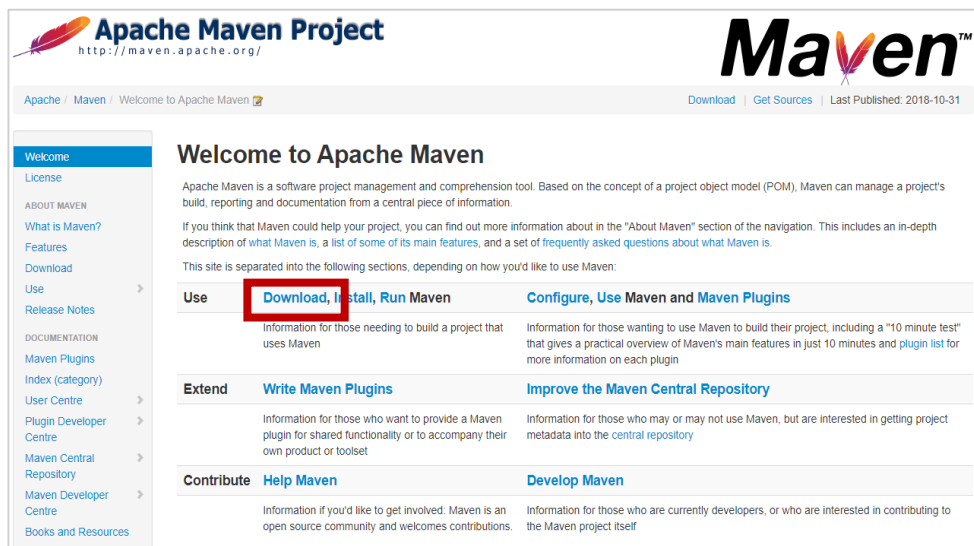 Apache Maven Project
http://maven.apache.org/
Maven™
Apache / Maven / Welcome to Apache Maven
Download | Get Sources | Last Published: 2018-10-31
Welcome
License
ABOUT MAVEN
What is Maven?
Features
Download
Use
Release Notes
DOCUMENTATION
Maven Plugins
Index (category)
User Centre
Plugin Developer
Centre
Maven Central
Repository
Maven Developer
Centre
Books and Resources
Welcome to Apache Maven
Apache Maven is a software project management and comprehension tool. Based on the concept of a project object model (POM), Maven can manage a project's
build, reporting and documentation from a central piece of information.
If you think that Maven could help your project, you can find out more information about in the "About Maven" section of the navigation. This includes an in-depth
description of what Maven is, a list of some of its main features, and a set of frequently asked questions about what Maven is.
This site is separated into the following sections, depending on how you'd like to use Maven:
Use
Download, Install, Run Maven
Configure, Use Maven and Maven Plugins
Information for those needing to build a project that
uses Maven
Information for those wanting to use Maven to build their project, including a "10 minute test"
that gives a practical overview of Maven's main features in just 10 minutes and plugin list for
more information on each plugin
Extend
Write Maven Plugins
Improve the Maven Central Repository
Information for those who want to provide a Maven
plugin for shared functionality or to accompany their
own product or toolset
Information for those who may or may not use Maven, but are interested in getting project
metadata into the central repository
Contribute
Help Maven
Develop Maven
Information if you'd like to get involved: Maven is an
open source community and welcomes contributions.
Information for those who are currently developers, or who are interested in contributing to
the Maven project itself